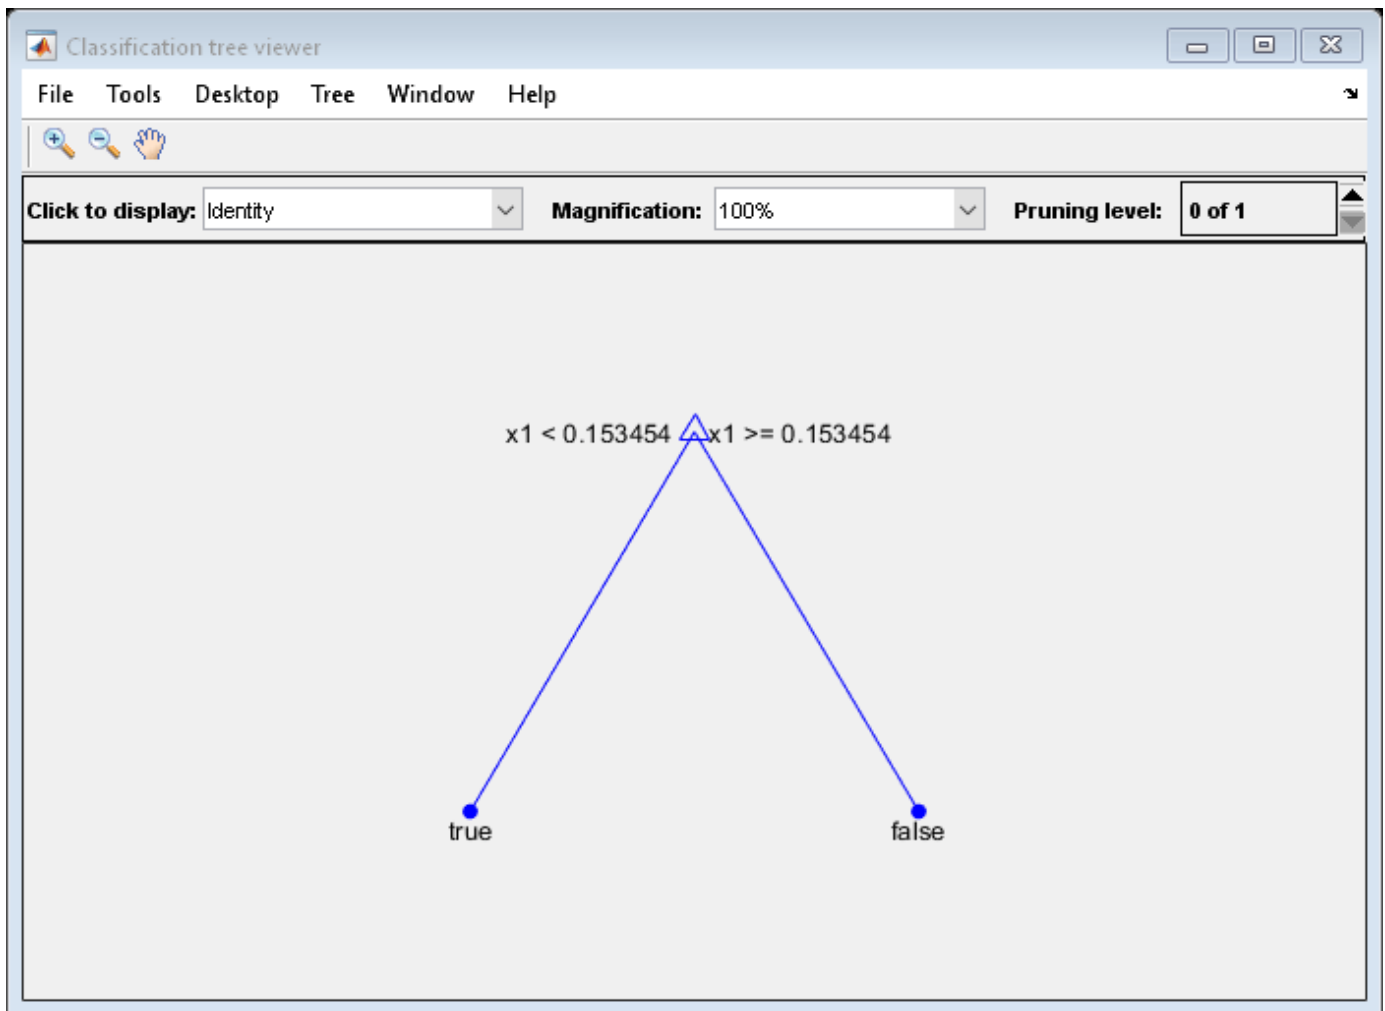 Classification tree viewer
File Tools Desktop Tree Window Help
Click to display: Identity Magnification: 100% Pruning level: 0 of 1
x1 < 0.153454 x1 >= 0.153454
true false